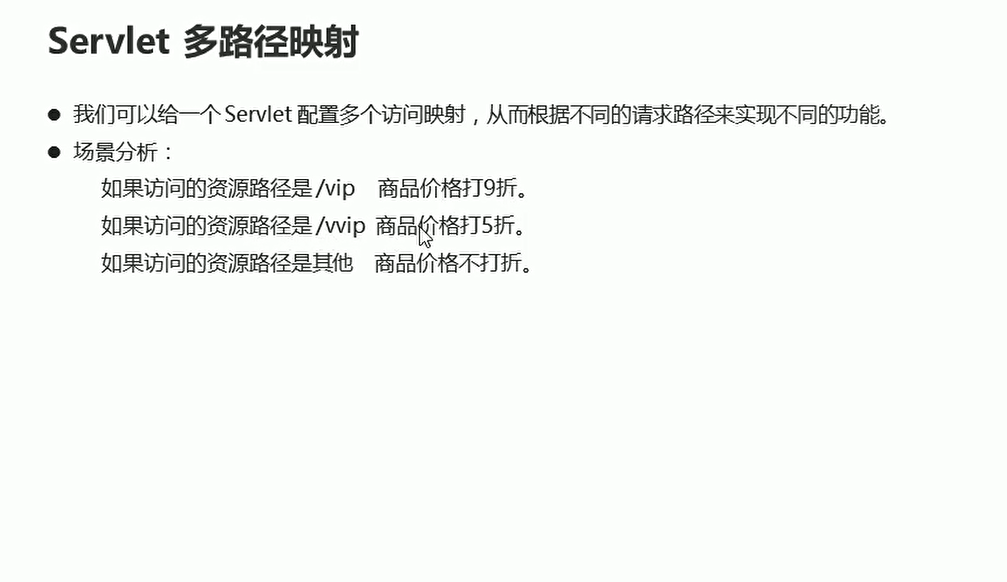 Servlet 多路径映射
● 我们可以给一个 Servlet 配置多个访问映射，从而根据不同的请求路径来实现不同的功能。
● 场景分析：
如果访问的资源路径是 /vip 商品价格打9折。
如果访问的资源路径是 /vvip 商品价格打5折。
如果访问的资源路径是其他 商品价格不打折。